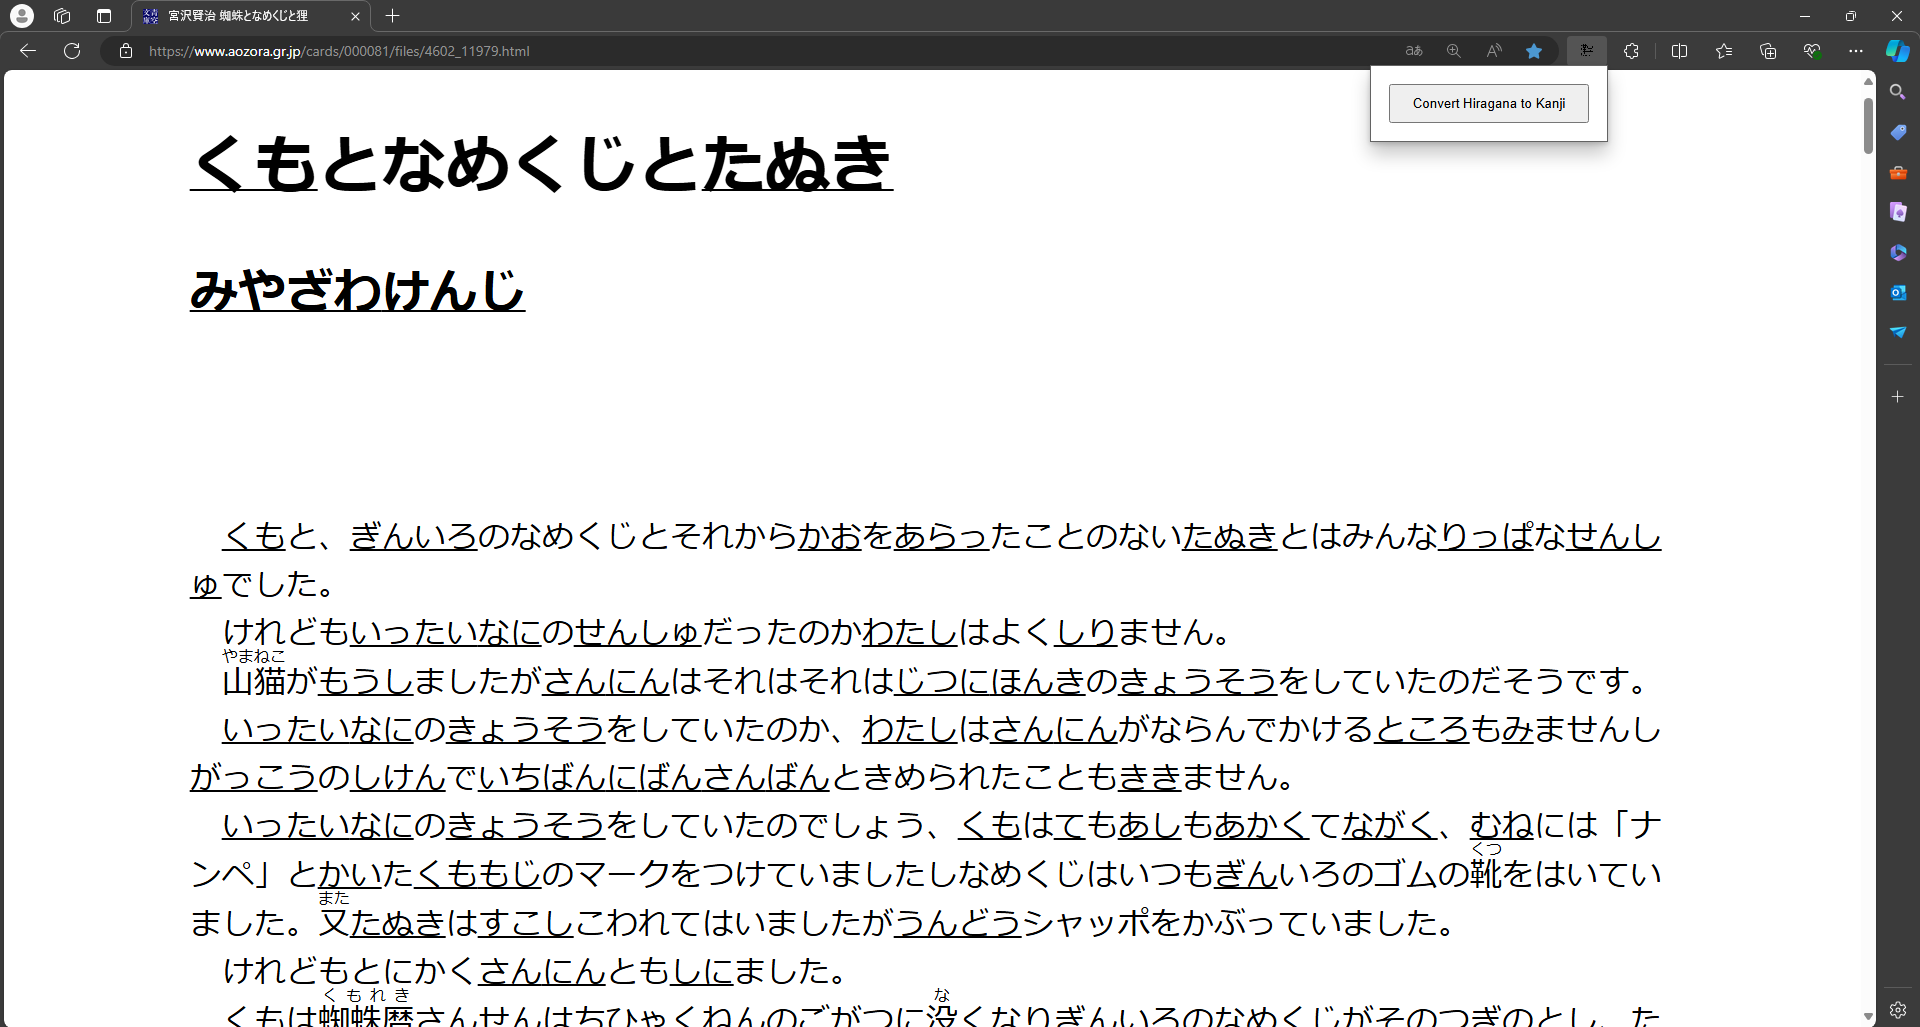 宮沢賢治 蜘蛛となめくじと狸
https://www.aozora.gr.jp/cards/000081/files/4602_11979.html
Convert Hiragana to Kanji
くもとなめくじとたぬき
みやざわけんじ
くもと、ぎんいろのなめくじとそれからかおをあらったことのないたぬきとはみんなりっぱなせんし
ゅでした。
けれどもいったいなにのせんしゅだったのかわたしはよくしりません。
やまねこ
山猫がもうしましたがさんにんはそれはそれはじつにほんきのきょうそうをしていたのだそうです。
いったいなにのきょうそうをしていたのか、わたしはさんにんがならんでかけるところもみませんし
がっこうのしけんでいちばんにばんさんばんときめられたこともききません。
いったいなにのきょうそうをしていたのでしょう、くもはてもあしもあかくてながく、むねには「ナ
くつ
ンペ」とかいたくももじのマークをつけていましたしなめくじはいつもぎんいろのゴムの靴をはいてい
また
ました。又たぬきはすこしこわれてはいましたがうんどうシャッポをかぶっていました。
けれどもとにかくさんにんともしにました。
くもれき な
くもは蜘蛛暦さんせんはちひゃくねんのごがつに没くなりぎんいろのなめくじがそのつぎのとし、た